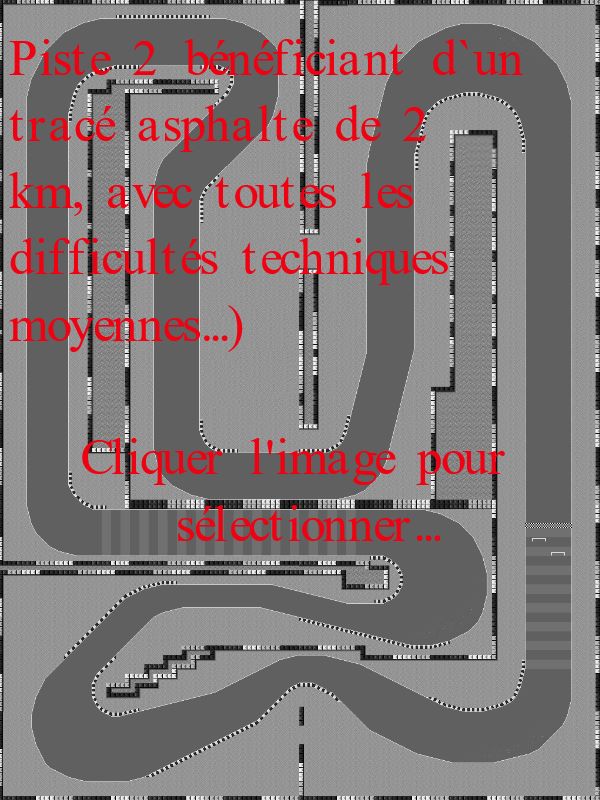 Piste 2 bénéficiant d`un
tracé asphalte de 2
km, avec toutes les
difficultés techniques
moyennes...)
Cliquer l'image pour
sélectionner...